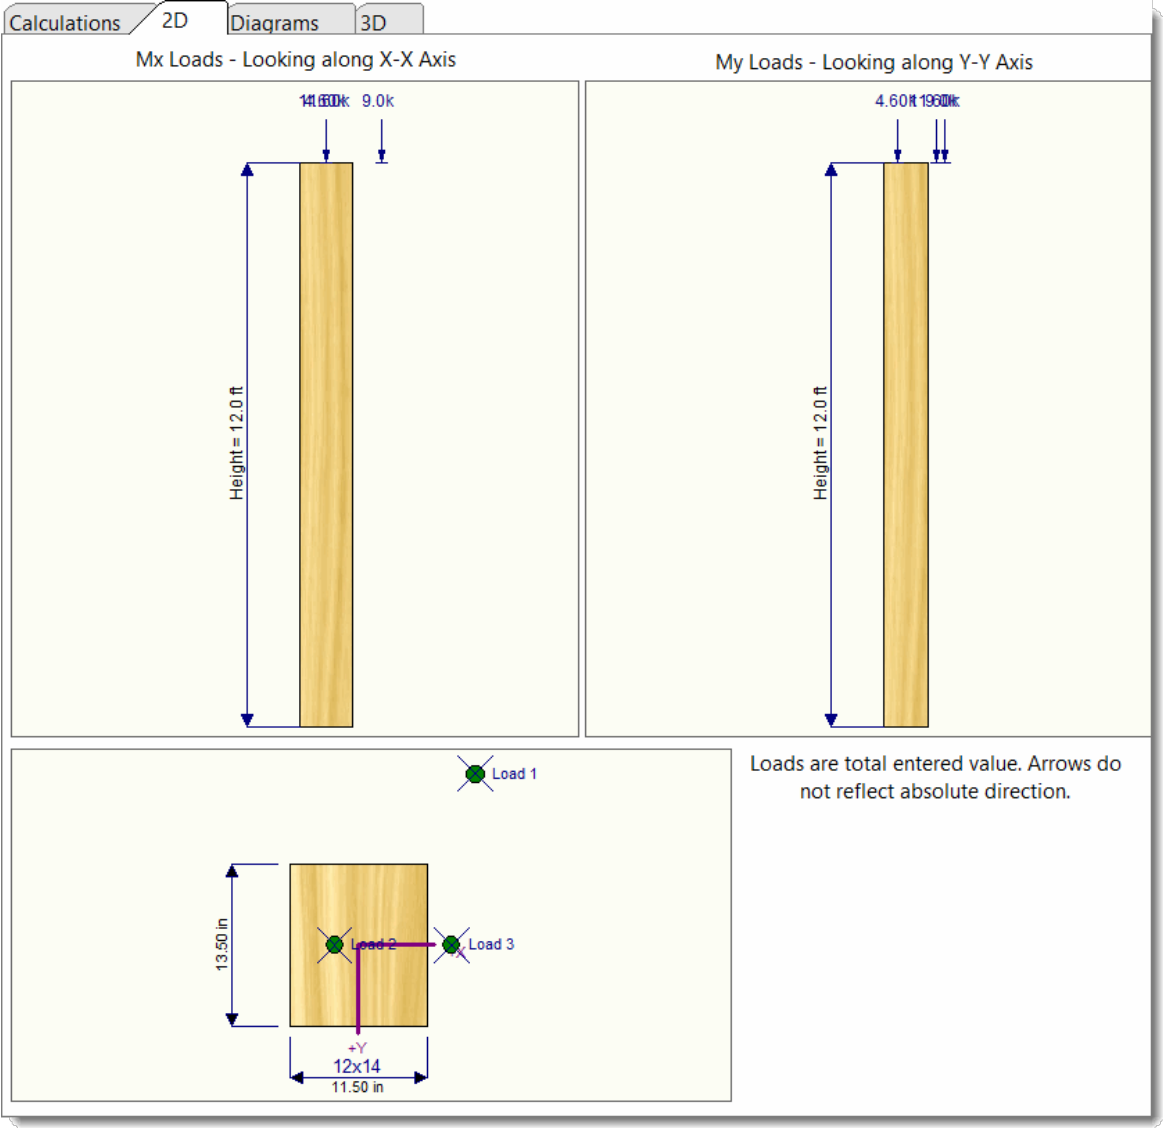 Calculations
2D
Diagrams
3D
Mx Loads - Looking along X-X Axis
My Loads - Looking along Y-Y Axis
9.0k
4.60k
Height = 12.0 ft
Height = 12.0 ft
Load 1
Loads are total entered value. Arrows do
not reflect absolute direction.
13.50 in
Load 2
Load 3
+X
+Y
12x14
11.50 in